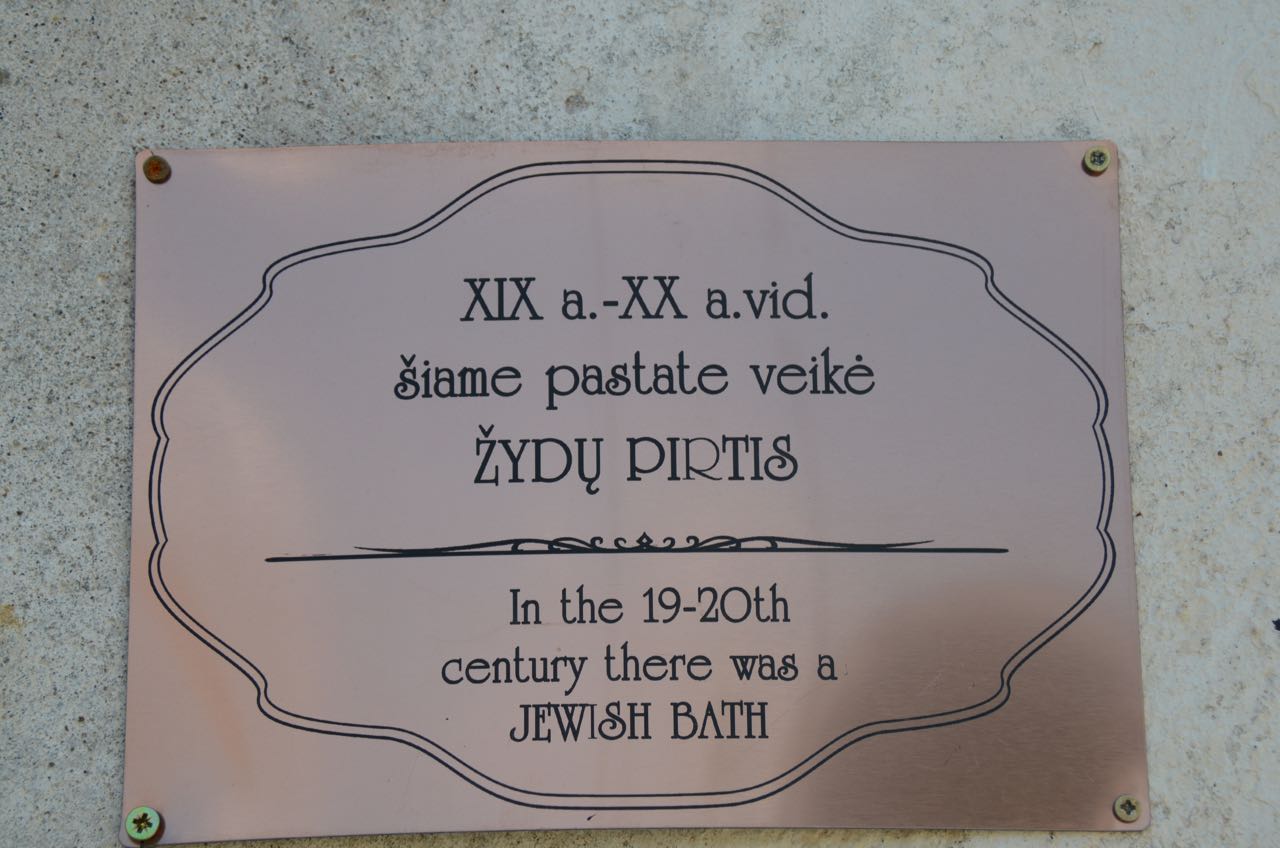 XIX a.-XX a.vid.
šiame pastate veikė
ŽYDŲ PIRTIS
In the 19-20th
century there was a
JEWISH BATH